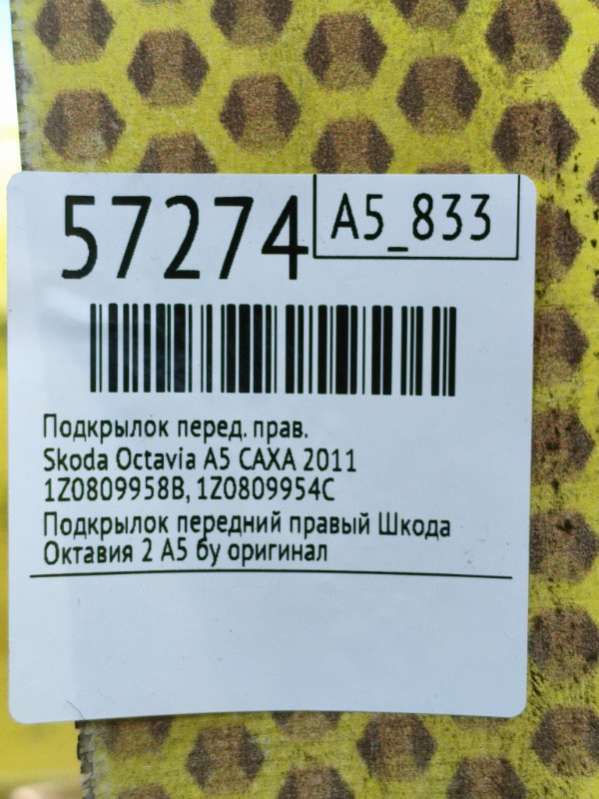 57274
A5_833
Подкрылок перед. прав.
Skoda Octavia A5 CAXA 2011
1Z0809958B, 1Z0809954C
Подкрылок передний правый Шкода
Октавия 2 А5 бу оригинал